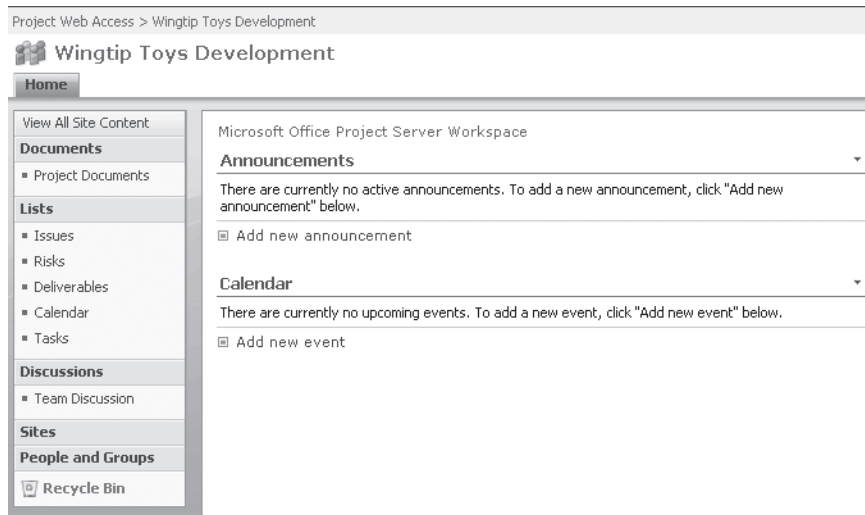 Project Web Access > Wingtip Toys Development
Wingtip Toys Development
Home
View All Site Content
Documents
Project Documents
Lists
Issues
Risks
Deliverables
Calendar
Tasks
Discussions
Team Discussion
Sites
People and Groups
Recycle Bin
Microsoft Office Project Server Workspace
Announcements
There are currently no active announcements. To add a new announcement, click "Add new
announcement" below.
Add new announcement
Calendar
There are currently no upcoming events. To add a new event, click "Add new event" below.
Add new event